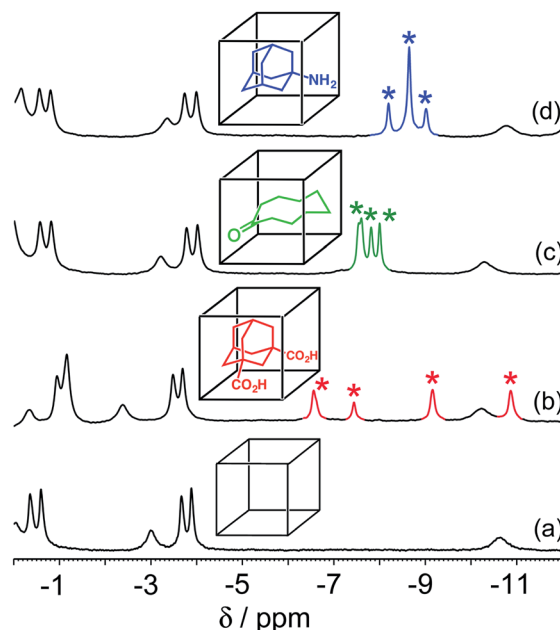 * * *
NH₂
(d)
* * *
O
(c)
CO₂H
CO₂H
* * * *
(b)
(a)
-1 -3 -5 -7 -9 -11
δ / ppm